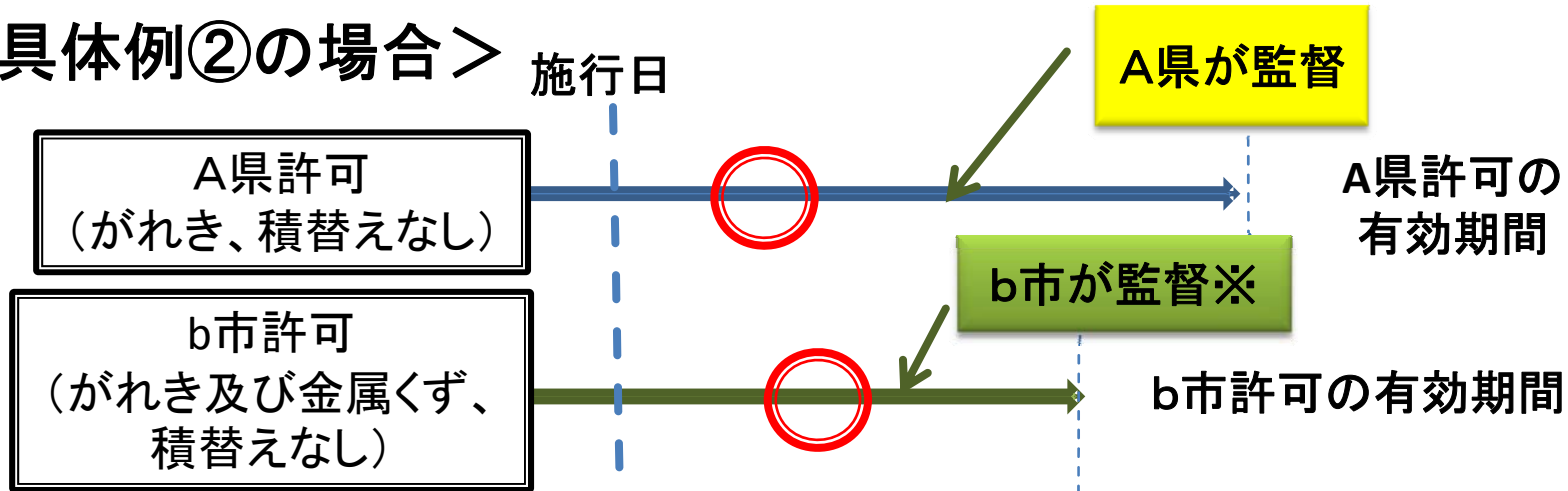 具体例②の場合＞
施行日
A県が監督
A県許可
（がれき、積替えなし）
A県許可の
有効期間
b市が監督※
b市許可
（がれき及び金属くず、
積替えなし）
b市許可の有効期間